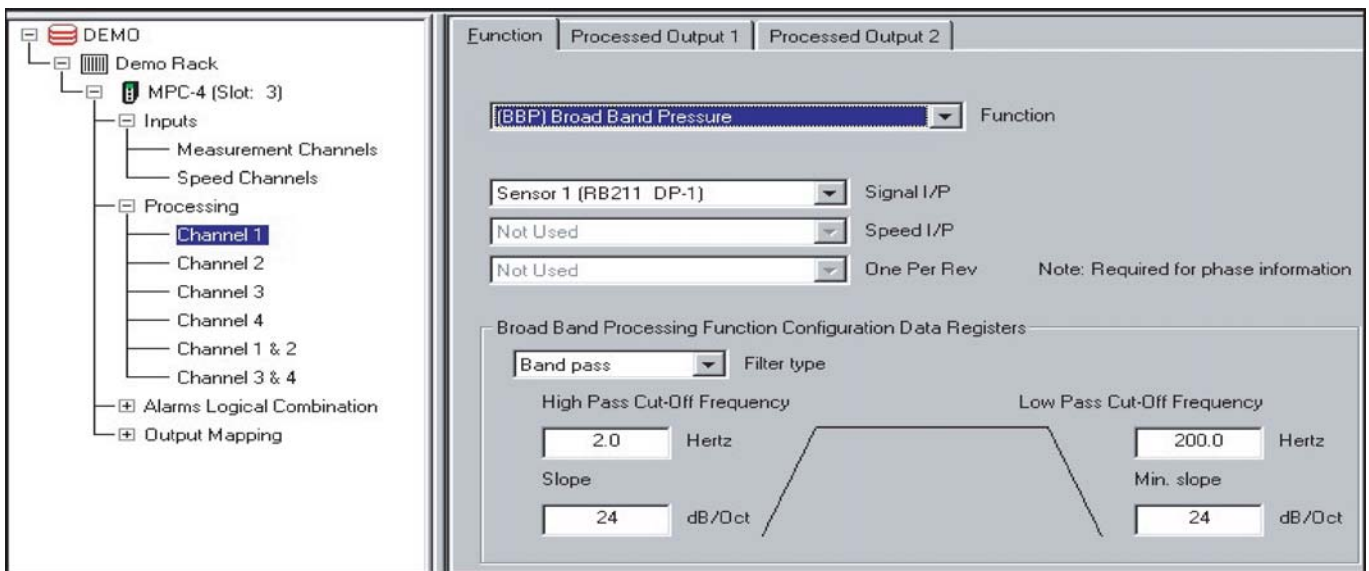 DEMO
Demo Rack
MPC-4 (Slot: 3)
Inputs
Measurement Channels
Speed Channels
Processing
Channel 1
Channel 2
Channel 3
Channel 4
Channel 1 & 2
Channel 3 & 4
Alarms Logical Combination
Output Mapping
Function Processed Output 1 Processed Output 2
(BBP) Broad Band Pressure Function
Sensor 1 (RB211 DP-1) Signal I/P
Not Used Speed I/P
Not Used One Per Rev Note: Required for phase information
Broad Band Processing Function Configuration Data Registers
Band pass Filter type
High Pass Cut-Off Frequency Low Pass Cut-Off Frequency
2.0 Hertz 200.0 Hertz
Slope Min. slope
24 dB/Oct 24 dB/Oct